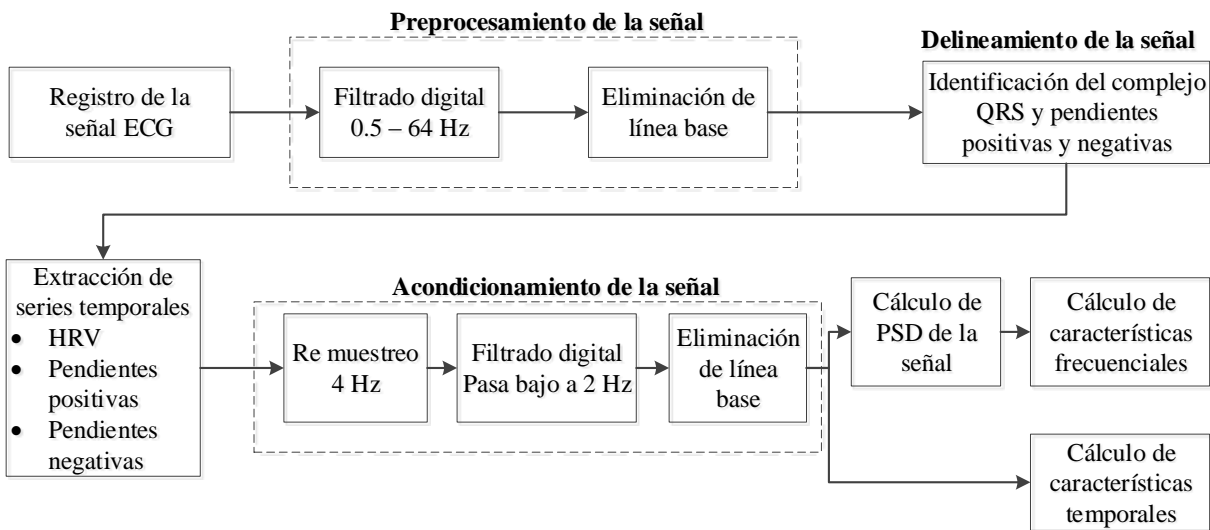 Preprocesamiento de la señal
Delineamiento de la señal
Registro de la
señal ECG
Filtrado digital
0.5 – 64 Hz
Eliminación de
línea base
Identificación del complejo
QRS y pendientes
positivas y negativas
Extracción de
series temporales
• HRV
• Pendientes
positivas
• Pendientes
negativas
Acondicionamiento de la señal
Re muestreo
4 Hz
Filtrado digital
Pasa bajo a 2 Hz
Eliminación
de línea
base
Cálculo de
PSD de la
señal
Cálculo de
características
frecuenciales
Cálculo de
características
temporales